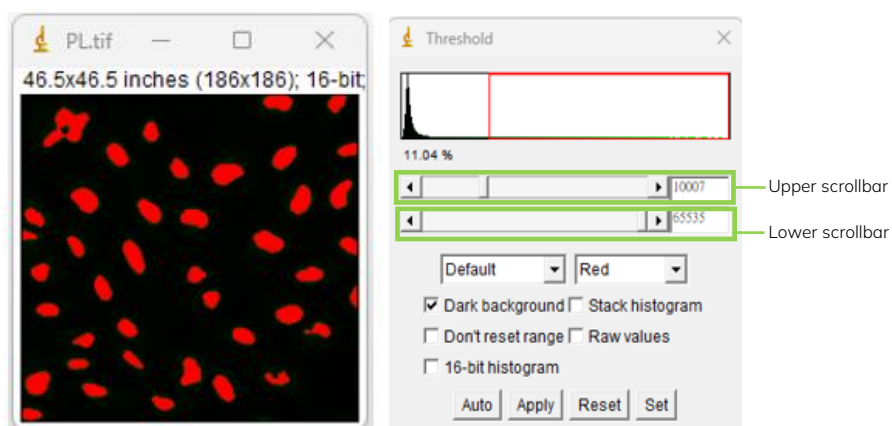 PL.tif
46.5x46.5 inches (186x186); 16-bit;
Threshold
11.04 %
10007
Upper scrollbar
65535
Lower scrollbar
Default
Red
Dark background
Stack histogram
Don't reset range
Raw values
16-bit histogram
Auto
Apply
Reset
Set